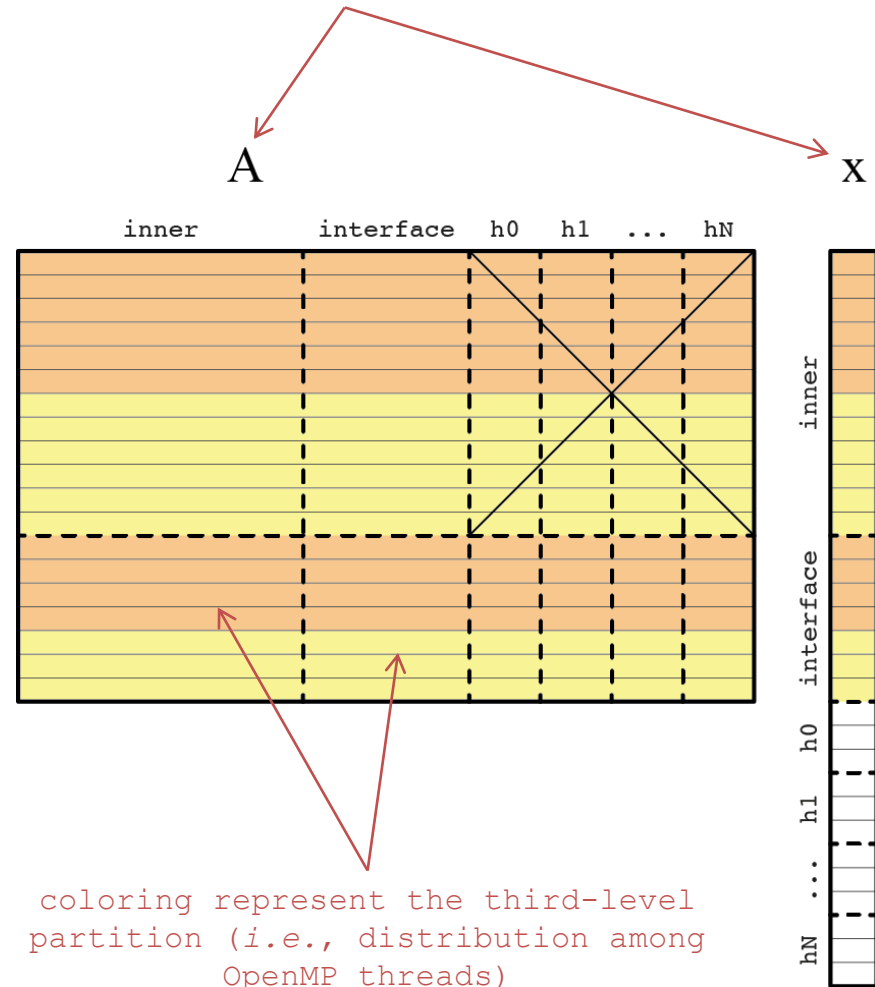 A
x
inner interface h0 h1 ... hN
inner
interface
h0
h1
...
hN
coloring represent the third-level
partition (i.e., distribution among
OpenMP threads)